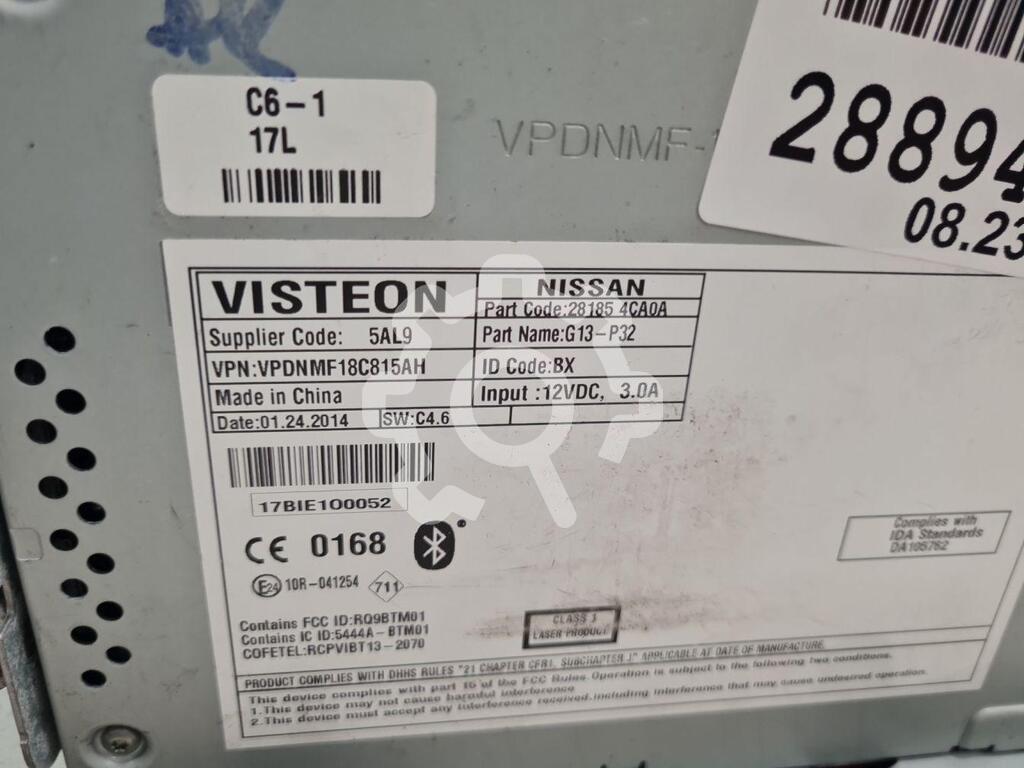 C6-1
17L
VPDNMF-
28894
08.23
VISTEON
NISSAN
Part Code:28185 4CA0A
Supplier Code: 5AL9
Part Name:G13-P32
VPN:VPDNMF18C815AH
ID Code:BX
Made in China
Input :12VDC, 3.0A
Date:01.24.2014
SW:C4.6
17BIE100052
CE 0168
E24 10R-041254 711
Complies with
IDA Standards
DA105762
Contains FCC ID:RQ9BTM01
Contains IC ID:5444A-BTM01
COFETEL:RCPVIBT13-2070
CLASS 1
LASER PRODUCT
PRODUCT COMPLIES WITH DHHS RULES "21 CHAPTER CFR1, SUBCHAPTER J" APPLICABLE AT DATE OF MANUFACTURE.
This device complies with part 15 of the FCC Rules Operation is subject to the following two conditions.
1.This device may not cause harmful interference
2.This device must accept any interference received,including interference that may cause undesired operation.